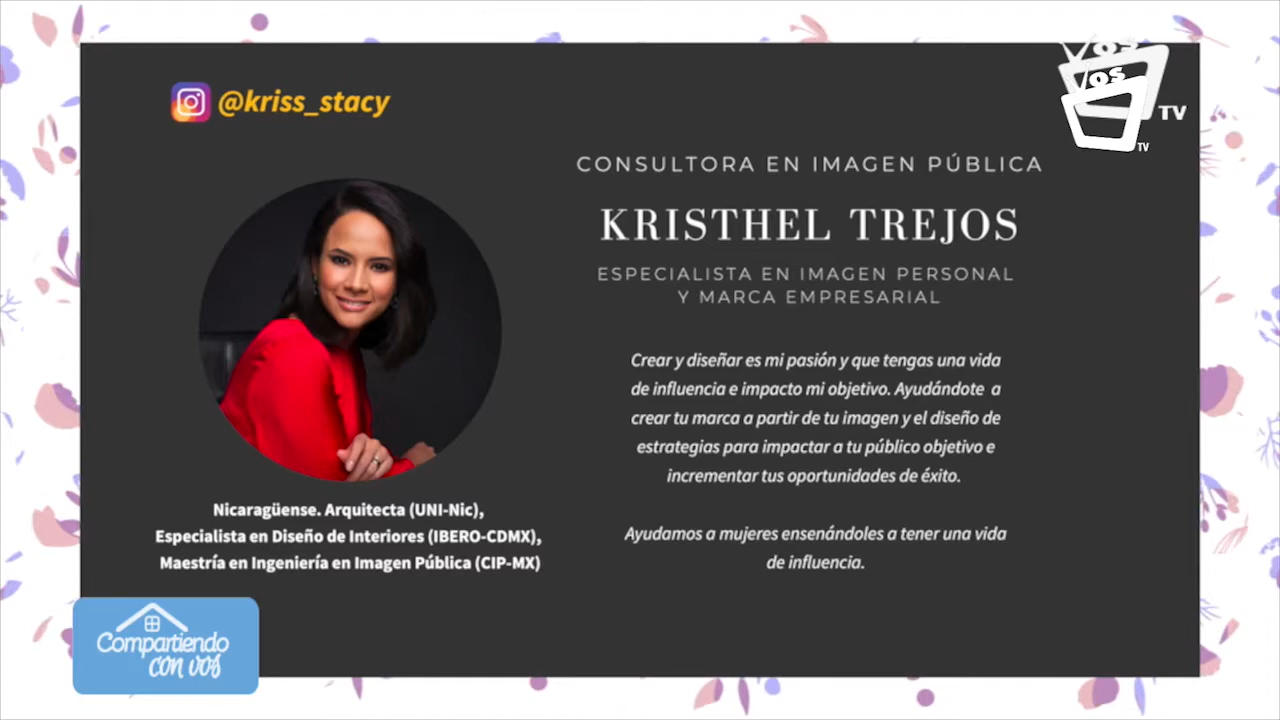 @kriss_stacy
VOS
VOS
TV
TV
CONSULTORA EN IMAGEN PÚBLICA
KRISTHEL TREJOS
ESPECIALISTA EN IMAGEN PERSONAL
Y MARCA EMPRESARIAL
Crear y diseñar es mi pasión y que tengas una vida
de influencia e impacto mi objetivo. Ayudándote a
crear tu marca a partir de tu imagen y el diseño de
estrategias para impactar a tu público objetivo e
incrementar tus oportunidades de éxito.
Ayudamos a mujeres ensenándoles a tener una vida
de influencia.
Nicaragüense. Arquitecta (UNI-Nic),
Especialista en Diseño de Interiores (IBERO-CDMX),
Maestría en Ingeniería en Imagen Pública (CIP-MX)
Compartiendo
con vos